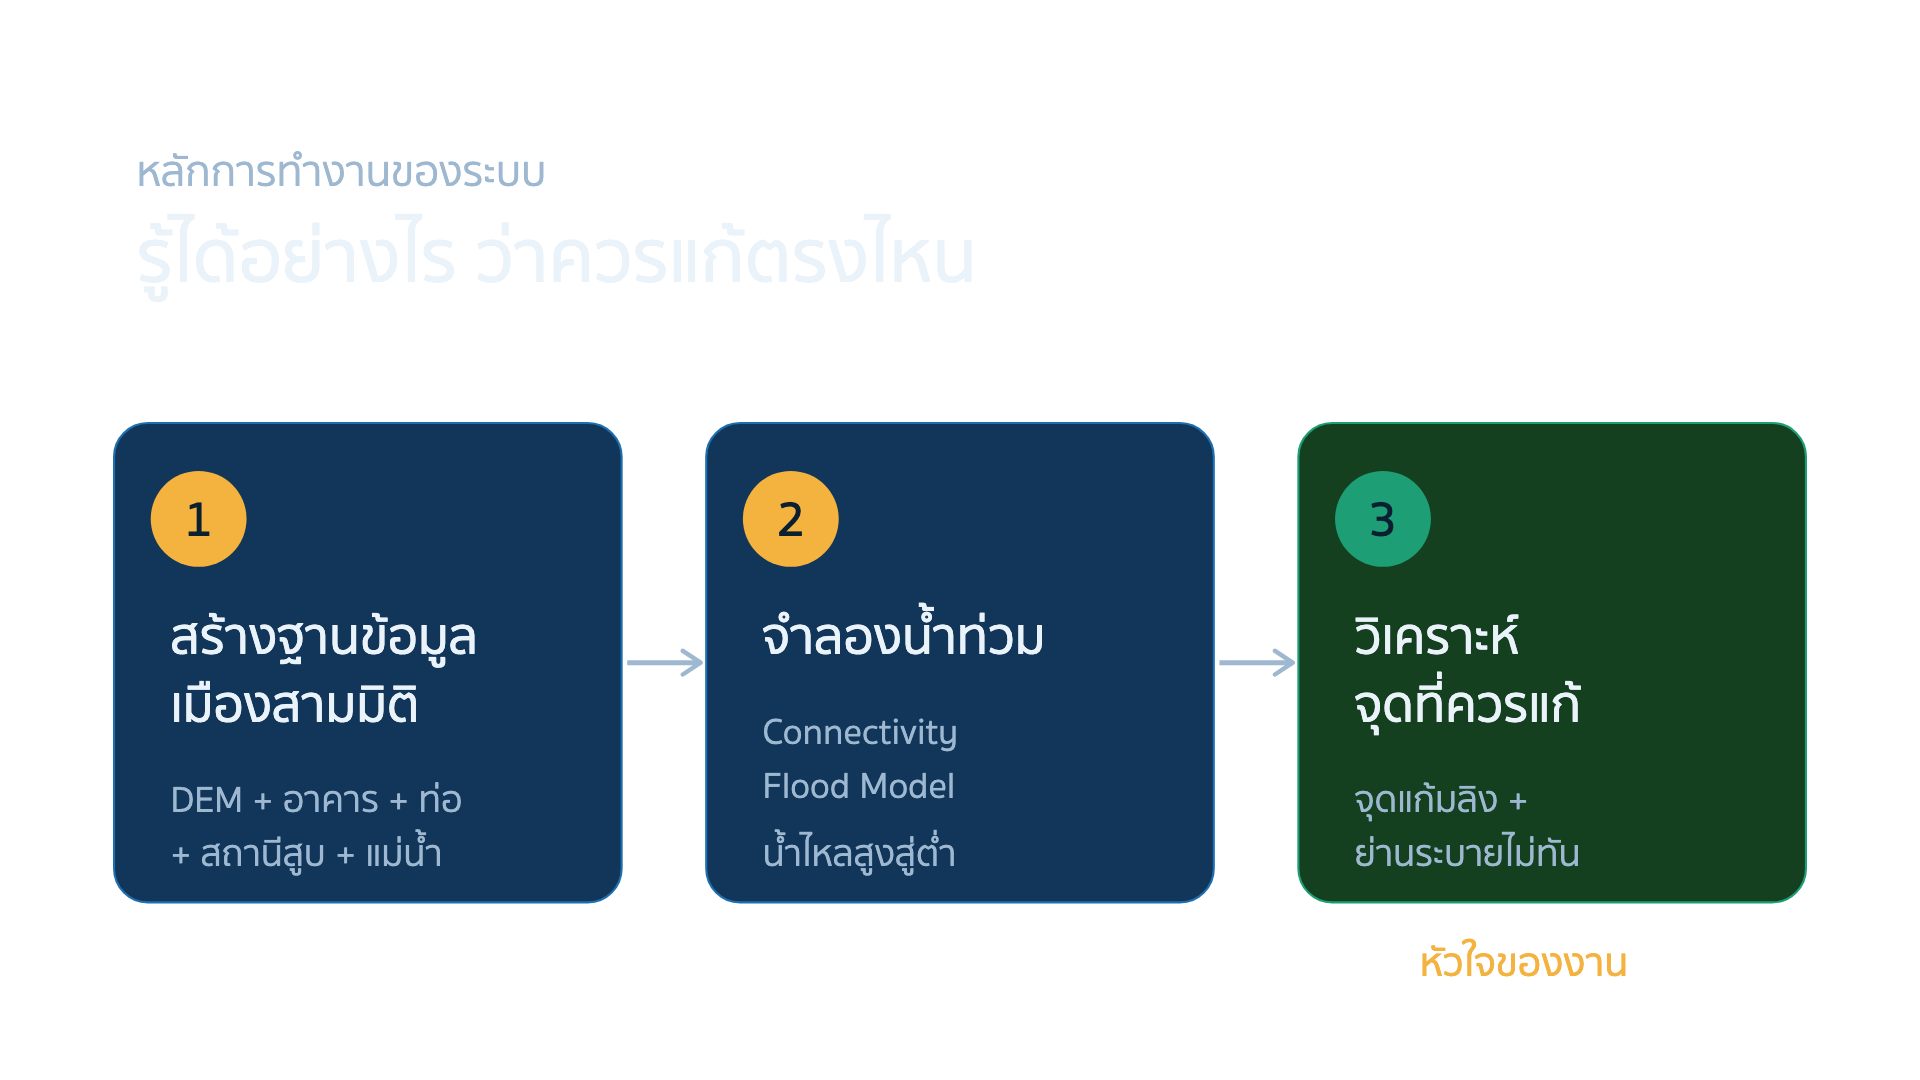 หลักการทำงานของระบบ
รู้ได้อย่างไร ว่าควรแก้ตรงไหน
1
สร้างฐานข้อมูล
เมืองสามมิติ
DEM + อาคาร + ท่อ
+ สถานีสูบ + แม่น้ำ
2
จำลองน้ำท่วม
Connectivity
Flood Model
น้ำไหลสูงสู่ต่ำ
3
วิเคราะห์
จุดที่ควรแก้
จุดแก้มลิง +
ย่านระบายไม่ทัน
หัวใจของงาน